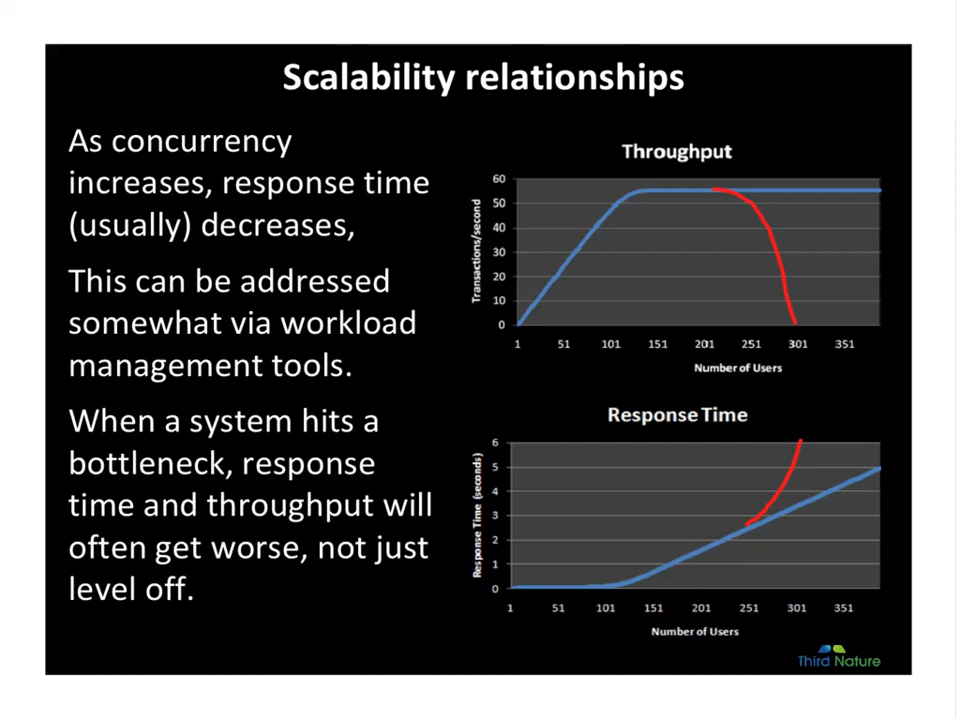 Scalability relationships
As concurrency
increases, response time
(usually) decreases,
This can be addressed
somewhat via workload
management tools.
When a system hits a
bottleneck, response
time and throughput will
often get worse, not just
level off.
Throughput
Transactions/second
60
50
40
30
20
10
0
1 51 101 151 201 251 301 351
Number of Users
Response Time
Response Time (seconds)
6
5
4
3
2
1
0
1 51 101 151 201 251 301 351
Number of Users
Third Nature